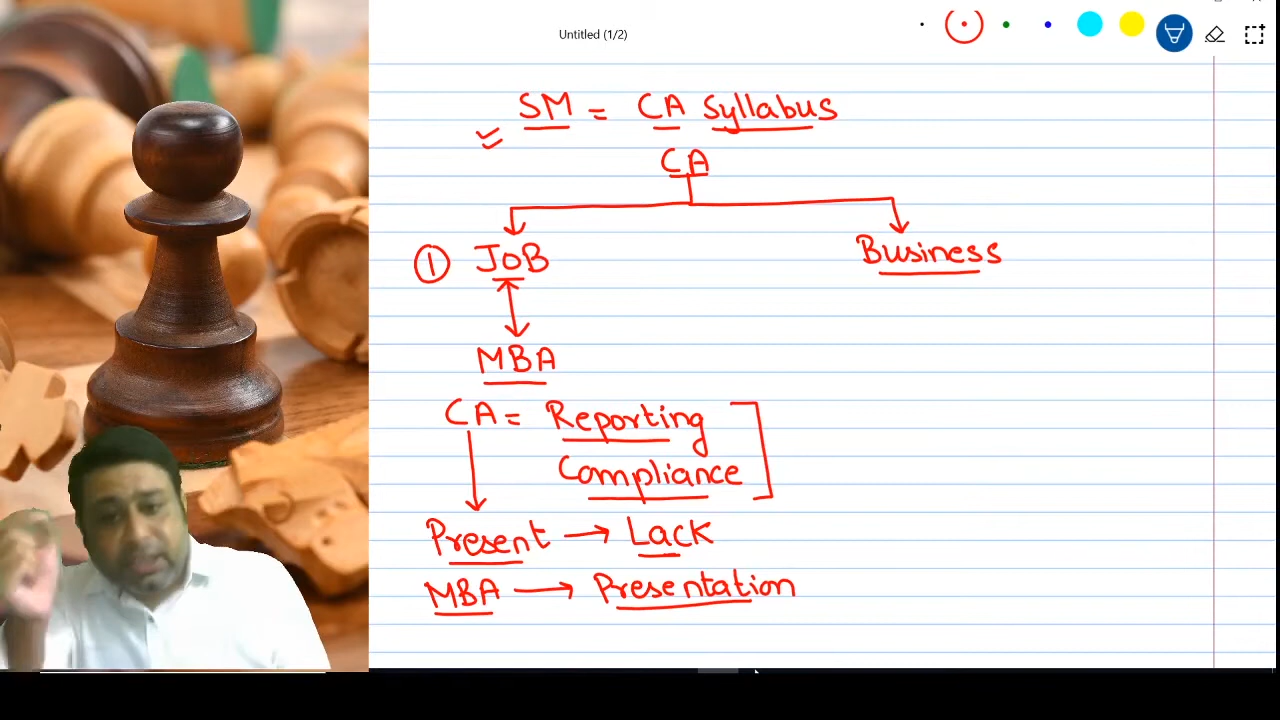 Untitled (1/2)
SM = CA Syllabus
CA
① JOB Business
MBA
CA = Reporting
Compliance
Present → Lack
MBA → Presentation